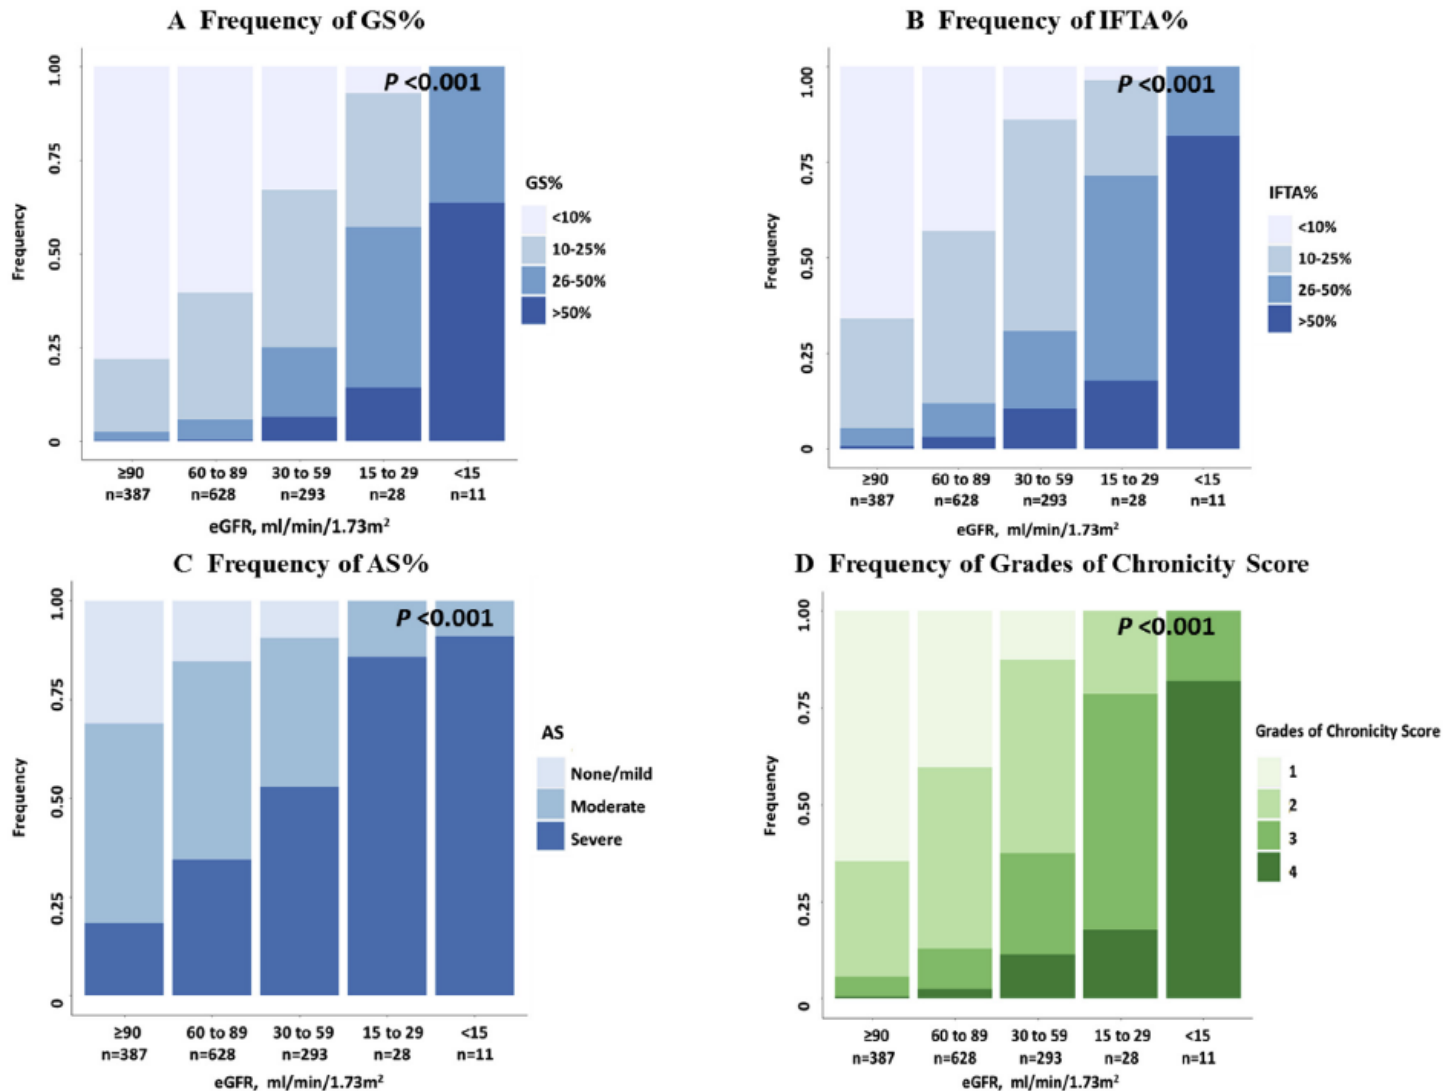 A Frequency of GS%
P <0.001
1.00
0.75
0.50
0.25
0
Frequency
GS%
<10%
10-25%
26-50%
>50%
≥90 60 to 89 30 to 59 15 to 29 <15
n=387 n=628 n=293 n=28 n=11
eGFR, ml/min/1.73m²
B Frequency of IFTA%
P <0.001
1.00
0.75
0.50
0.25
0
Frequency
IFTA%
<10%
10-25%
26-50%
>50%
≥90 60 to 89 30 to 59 15 to 29 <15
n=387 n=628 n=293 n=28 n=11
eGFR, ml/min/1.73m²
C Frequency of AS%
P <0.001
1.00
0.75
0.50
0.25
0
Frequency
AS
None/mild
Moderate
Severe
≥90 60 to 89 30 to 59 15 to 29 <15
n=387 n=628 n=293 n=28 n=11
eGFR, ml/min/1.73m²
D Frequency of Grades of Chronicity Score
P <0.001
1.00
0.75
0.50
0.25
0
Frequency
Grades of Chronicity Score
1
2
3
4
≥90 60 to 89 30 to 59 15 to 29 <15
n=387 n=628 n=293 n=28 n=11
eGFR, ml/min/1.73m²